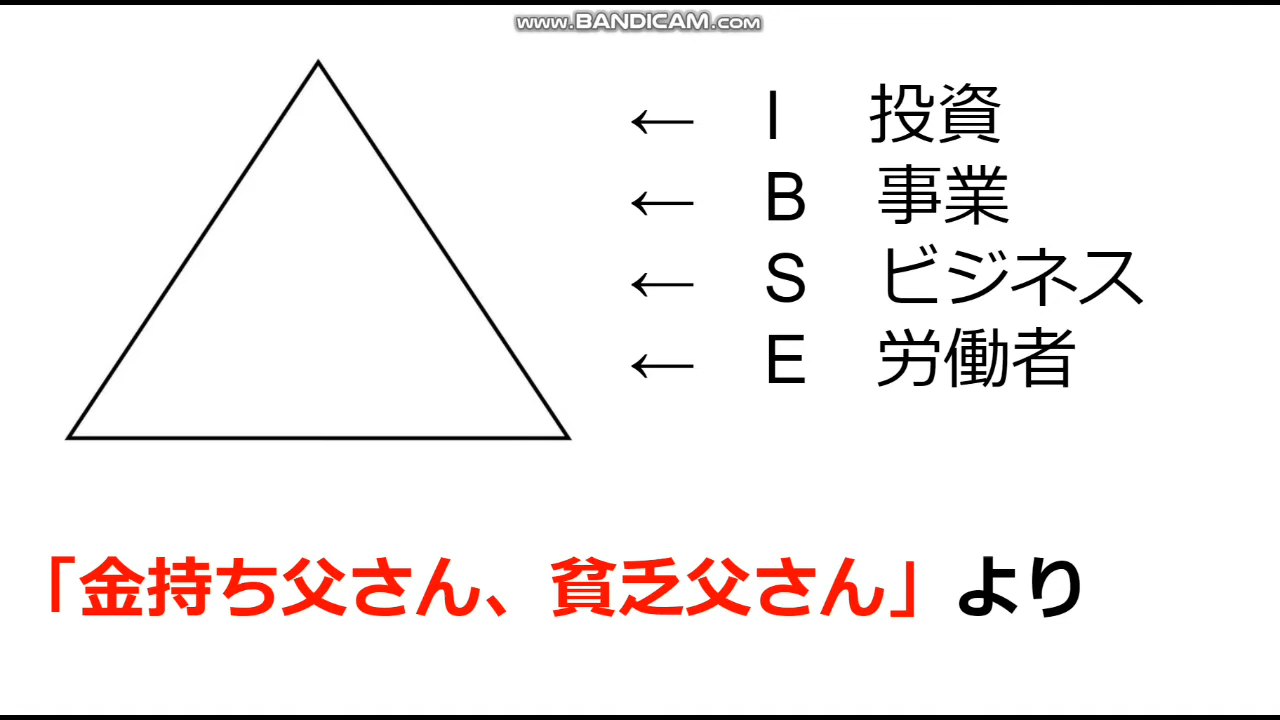 www.BANDICAM.com
← I 投資
← B 事業
← S ビジネス
← E 労働者
「金持ち父さん、貧乏父さん」より